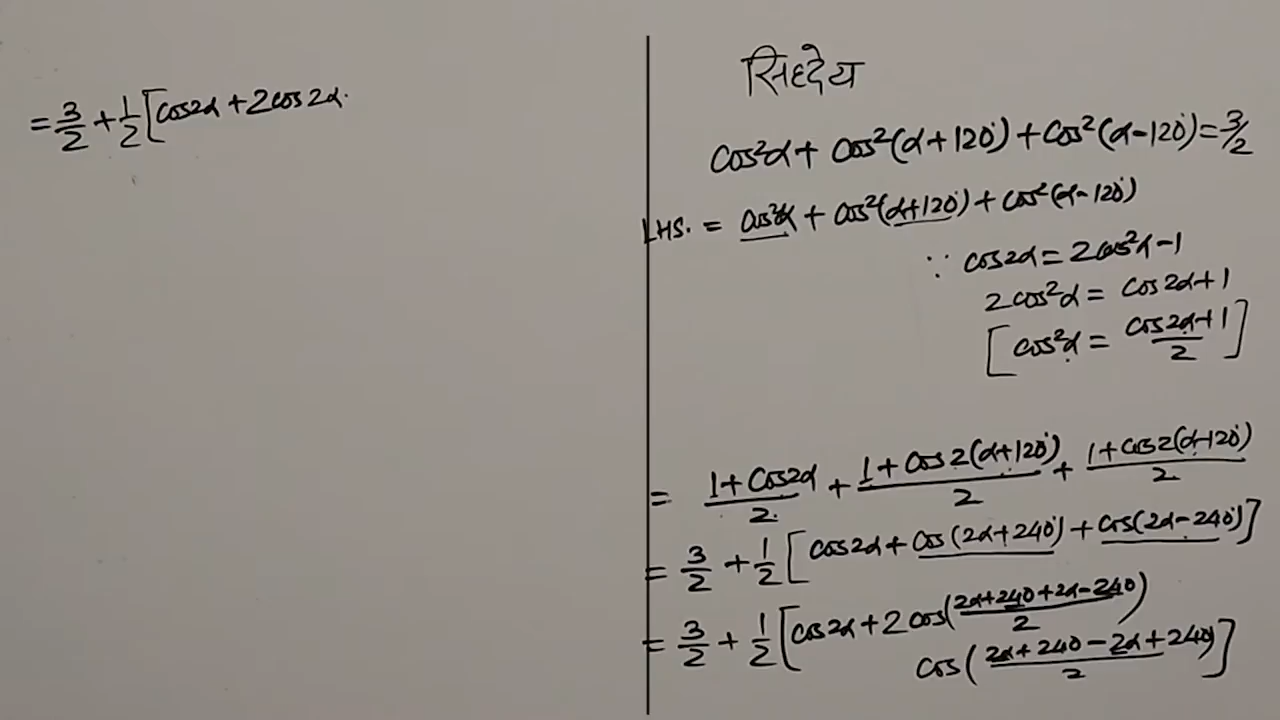 सिध्देय
cos²α + cos²(α+120°) + cos²(α-120°) = 3/2
LHS. = cos²α + cos²(α+120°) + cos²(α-120°)
∵ cos2α = 2cos²α-1
2cos²α = cos2α+1
[cos²α = (cos2α+1)/2]
= (1+cos2α)/2 + (1+cos2(α+120°))/2 + (1+cos2(α-120°))/2
= 3/2 + 1/2 [cos2α + cos(2α+240°) + cos(2α-240°)]
= 3/2 + 1/2 [cos2α + 2cos((2α+240+2α-240)/2)
cos((2α+240-2α+240)/2)]
= 3/2 + 1/2 [cos2α + 2cos2α.